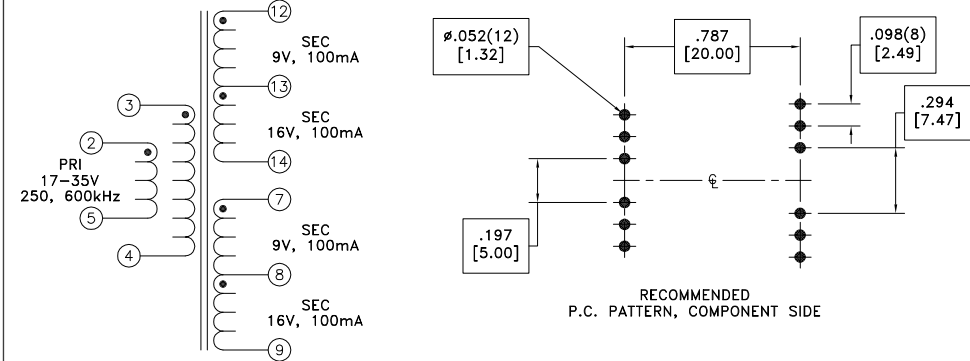 12
SEC
9V, 100mA
13
SEC
16V, 100mA
14
3
2
PRI
17-35V
250, 600kHz
5
4
7
SEC
9V, 100mA
8
SEC
16V, 100mA
9
ø.052(12)
[1.32]
.787
[20.00]
.098(8)
[2.49]
.294
[7.47]
.197
[5.00]
℄
RECOMMENDED
P.C. PATTERN, COMPONENT SIDE